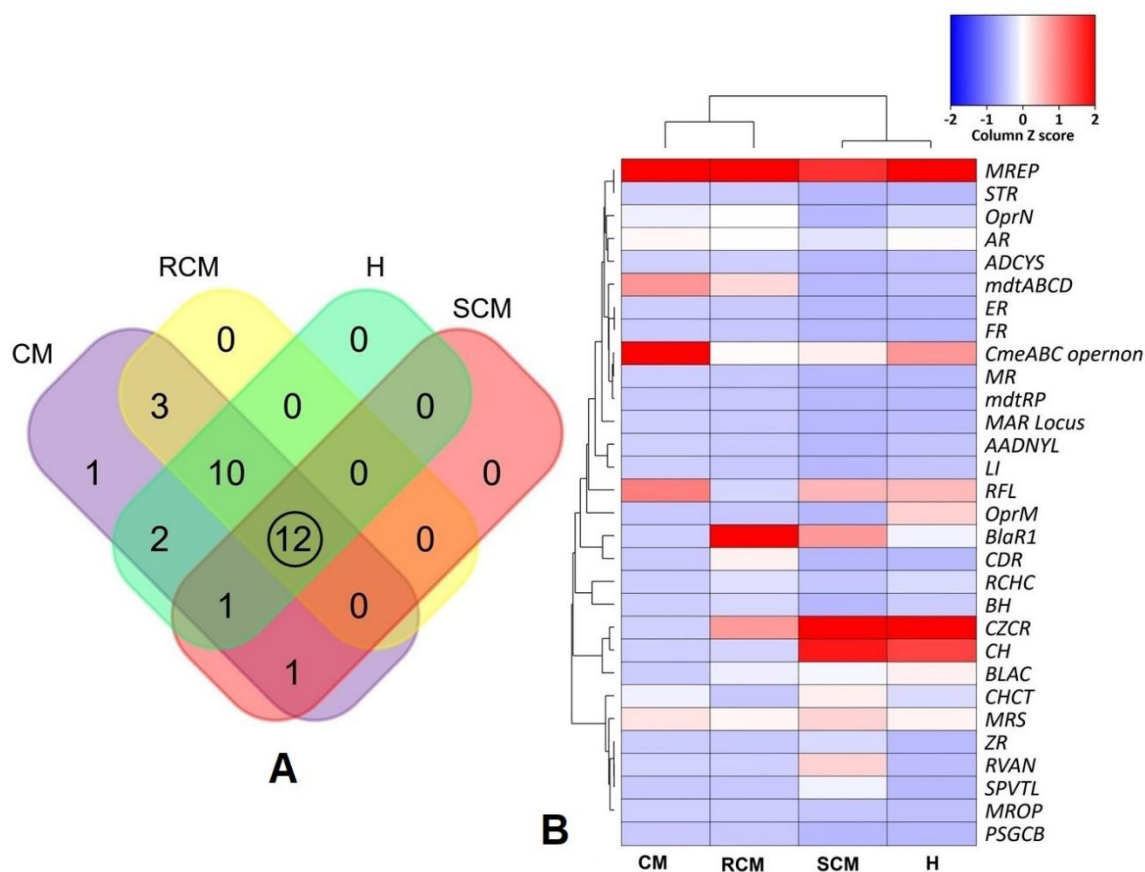 RCM
H
CM
SCM
0
0
3
0
0
1
10
0
0
2
12
0
1
0
1
A
-2 -1 0 1 2
Column Z score
MREP
STR
OprN
AR
ADCYS
mdtABCD
ER
FR
CmeABC opernon
MR
mdtRP
MAR Locus
AADNYL
LI
RFL
OprM
BlaR1
CDR
RCHC
BH
CZCR
CH
BLAC
CHCT
MRS
ZR
RVAN
SPVTL
MROP
PSGCB
B
CM RCM SCM H